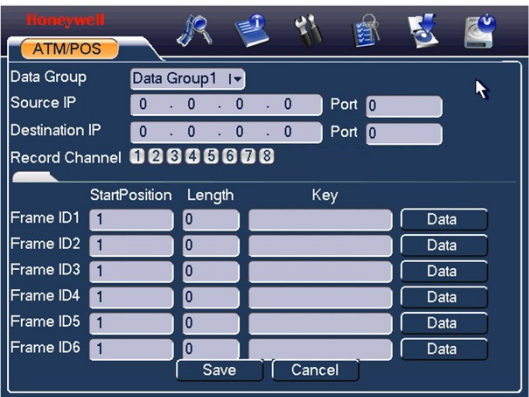 Honeywell
ATM/POS
Data Group Data Group1
Source IP 0 . 0 . 0 . 0 Port 0
Destination IP 0 . 0 . 0 . 0 Port 0
Record Channel 1 2 3 4 5 6 7 8
StartPosition Length Key
Frame ID1 1 0 Data
Frame ID2 1 0 Data
Frame ID3 1 0 Data
Frame ID4 1 0 Data
Frame ID5 1 0 Data
Frame ID6 1 0 Data
Save Cancel